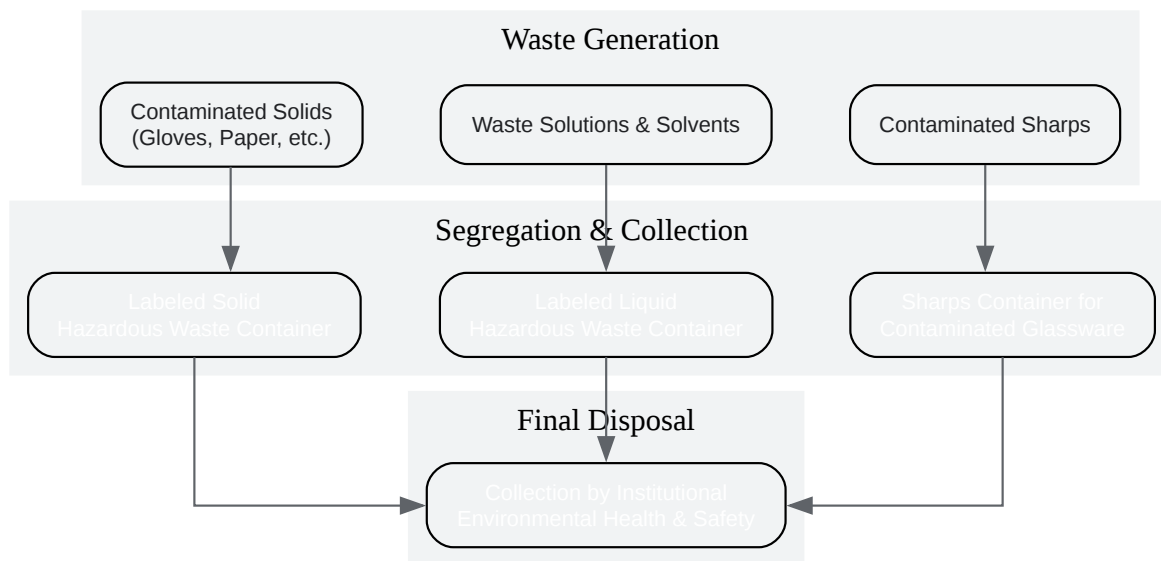 Waste Generation
Contaminated Solids
(Gloves, Paper, etc.)
Waste Solutions & Solvents
Contaminated Sharps
Segregation & Collection
Labeled Solid
Hazardous Waste Container
Labeled Liquid
Hazardous Waste Container
Sharps Container for
Contaminated Glassware
Final Disposal
Collection by Institutional
Environmental Health & Safety